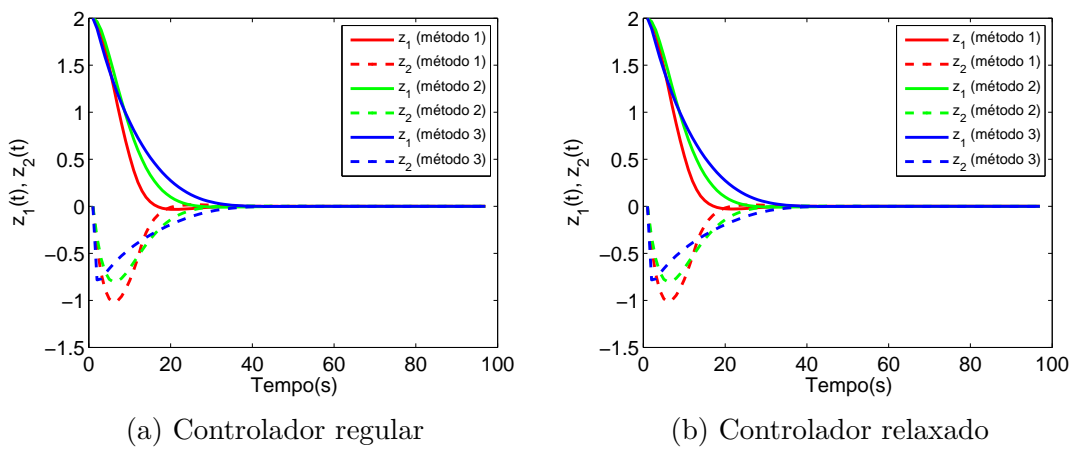 2
1.5
1
0.5
0
−0.5
−1
−1.5
z1(t), z2(t)
0 20 40 60 80 100
Tempo(s)
z1 (método 1)
z2 (método 1)
z1 (método 2)
z2 (método 2)
z1 (método 3)
z2 (método 3)
(a) Controlador regular
2
1.5
1
0.5
0
−0.5
−1
−1.5
z1(t), z2(t)
0 20 40 60 80 100
Tempo(s)
z1 (método 1)
z2 (método 1)
z1 (método 2)
z2 (método 2)
z1 (método 3)
z2 (método 3)
(b) Controlador relaxado